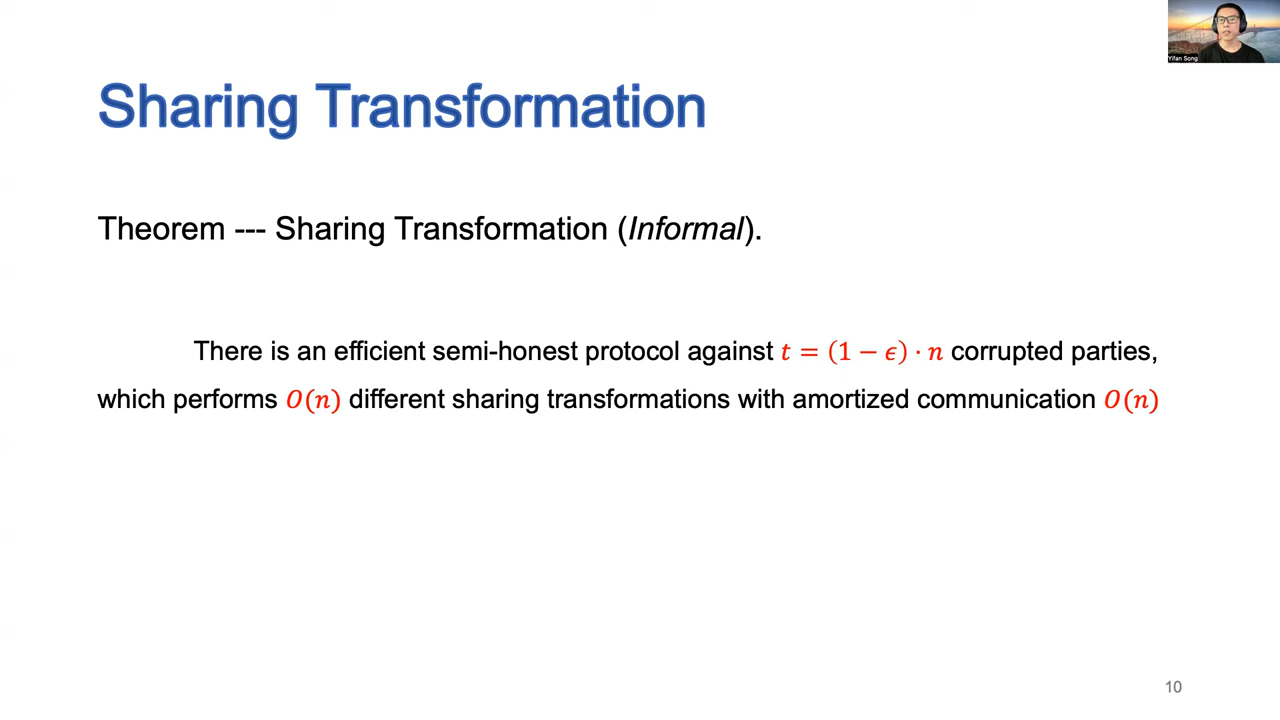 Yifan Song
Sharing Transformation
Theorem --- Sharing Transformation (Informal).
There is an efficient semi-honest protocol against t = (1 − ϵ) · n corrupted parties,
which performs O(n) different sharing transformations with amortized communication O(n)
10